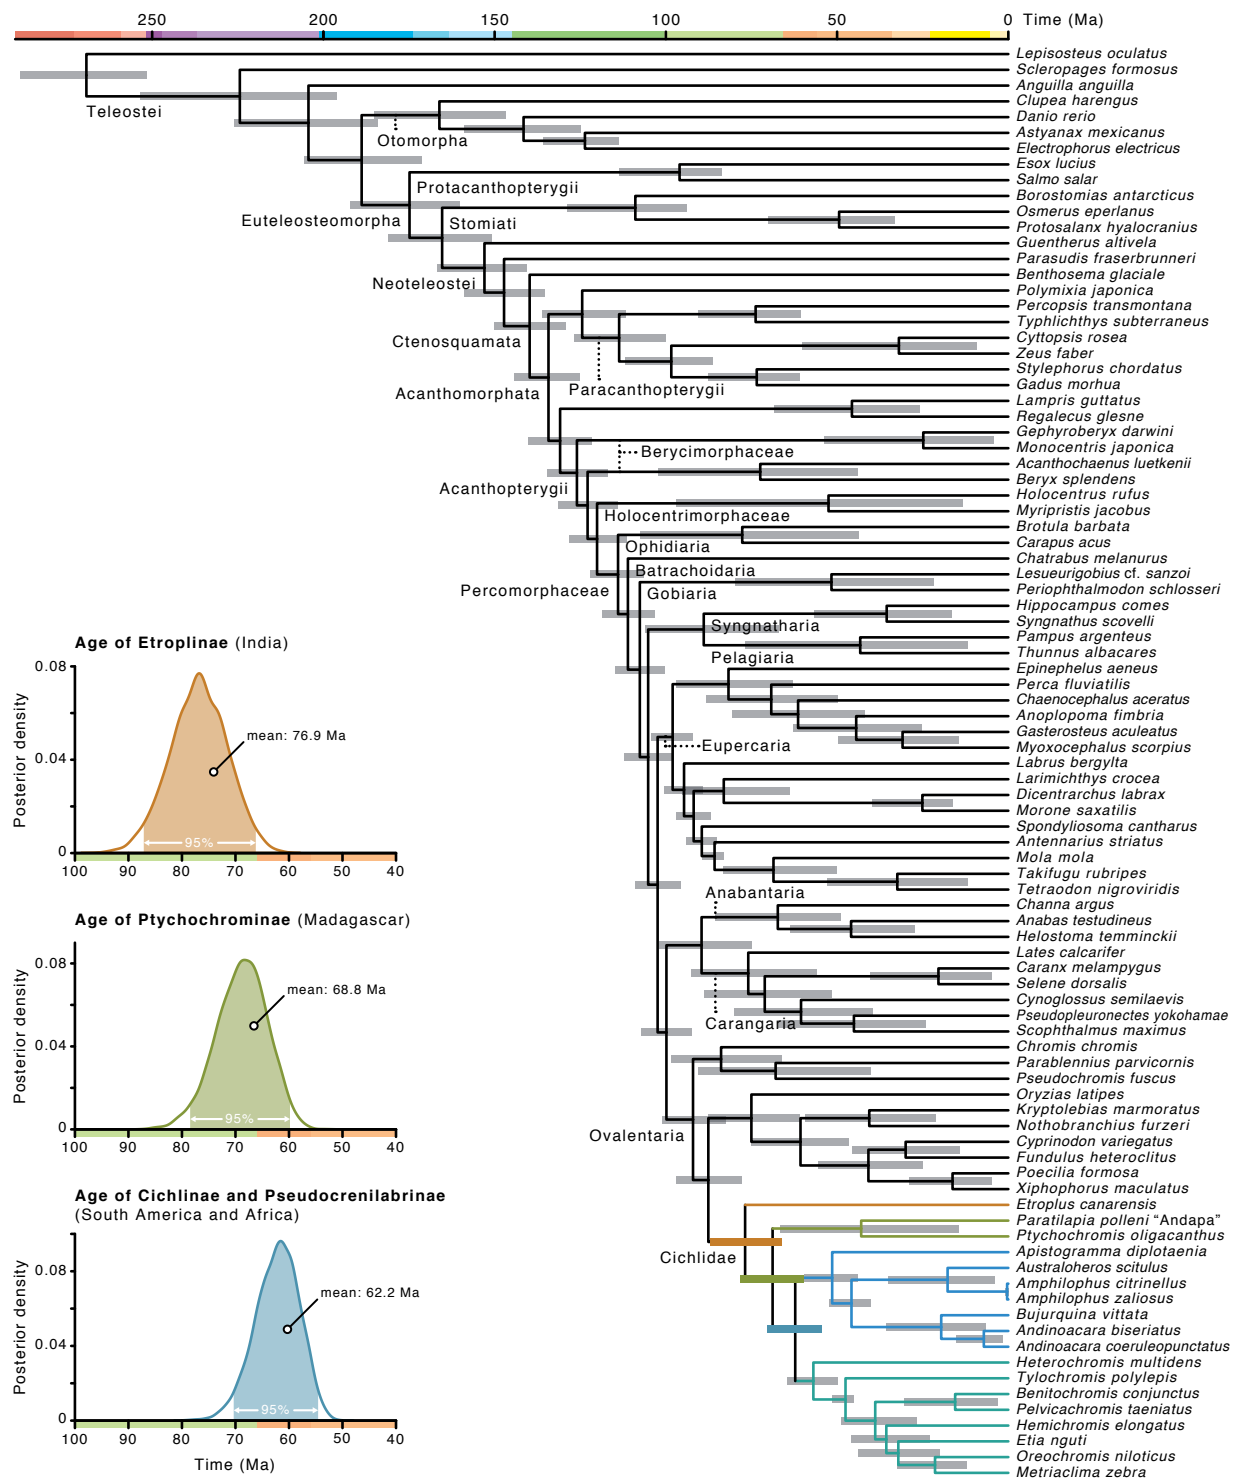 250 200 150 100 50 0 Time (Ma)
Lepisosteus oculatus
Scleropages formosus
Anguilla anguilla
Clupea harengus
Danio rerio
Astyanax mexicanus
Electrophorus electricus
Esox lucius
Salmo salar
Borostomias antarcticus
Osmerus eperlanus
Protosalanx hyalocranius
Guentherus altivela
Parasudis fraserbrunneri
Benthosema glaciale
Polymixia japonica
Percopsis transmontana
Typhlichthys subterraneus
Cyttopsis rosea
Zeus faber
Stylephorus chordatus
Gadus morhua
Lampris guttatus
Regalecus glesne
Gephyroberyx darwini
Monocentris japonica
Acanthochaenus luetkenii
Beryx splendens
Holocentrus rufus
Myripristis jacobus
Brotula barbata
Carapus acus
Chatrabus melanurus
Lesueurigobius cf. sanzoi
Periophthalmodon schlosseri
Hippocampus comes
Syngnathus scovelli
Pampus argenteus
Thunnus albacares
Epinephelus aeneus
Perca fluviatilis
Chaenocephalus aceratus
Anoplopoma fimbria
Gasterosteus aculeatus
Myoxocephalus scorpius
Labrus bergylta
Larimichthys crocea
Dicentrarchus labrax
Morone saxatilis
Spondyliosoma cantharus
Antennarius striatus
Mola mola
Takifugu rubripes
Tetraodon nigroviridis
Channa argus
Anabas testudineus
Helostoma temminckii
Lates calcarifer
Caranx melampygus
Selene dorsalis
Cynoglossus semilaevis
Pseudopleuronectes yokohamae
Scophthalmus maximus
Chromis chromis
Parablennius parvicornis
Pseudochromis fuscus
Oryzias latipes
Kryptolebias marmoratus
Nothobranchius furzeri
Cyprinodon variegatus
Fundulus heteroclitus
Poecilia formosa
Xiphophorus maculatus
Etroplus canarensis
Paratilapia polleni “Andapa”
Ptychochromis oligacanthus
Apistogramma diplotaenia
Australoheros scitulus
Amphilophus citrinellus
Amphilophus zaliosus
Bujurquina vittata
Andinoacara biseriatus
Andinoacara coeruleopunctatus
Heterochromis multidens
Tylochromis polylepis
Benitochromis conjunctus
Pelvicachromis taeniatus
Hemichromis elongatus
Etia nguti
Oreochromis niloticus
Metriaclima zebra
Teleostei
Otomorpha
Protacanthopterygii
Euteleosteomorpha
Stomiati
Neoteleostei
Ctenosquamata
Acanthomorphata
Paracanthopterygii
Berycimorphaceae
Acanthopterygii
Holocentrimorphaceae
Ophidiaria
Batrachoidaria
Percomorphaceae
Gobiaria
Syngnatharia
Pelagiaria
Eupercaria
Anabantaria
Carangaria
Ovalentaria
Cichlidae
Age of Etroplinae (India)
0.08
0.04
0
Posterior density
mean: 76.9 Ma
95%
100 90 80 70 60 50 40
Age of Ptychochrominae (Madagascar)
0.08
0.04
0
Posterior density
mean: 68.8 Ma
95%
100 90 80 70 60 50 40
Age of Cichlinae and Pseudocrenilabrinae
(South America and Africa)
0.08
0.04
0
Posterior density
mean: 62.2 Ma
95%
100 90 80 70 60 50 40
Time (Ma)